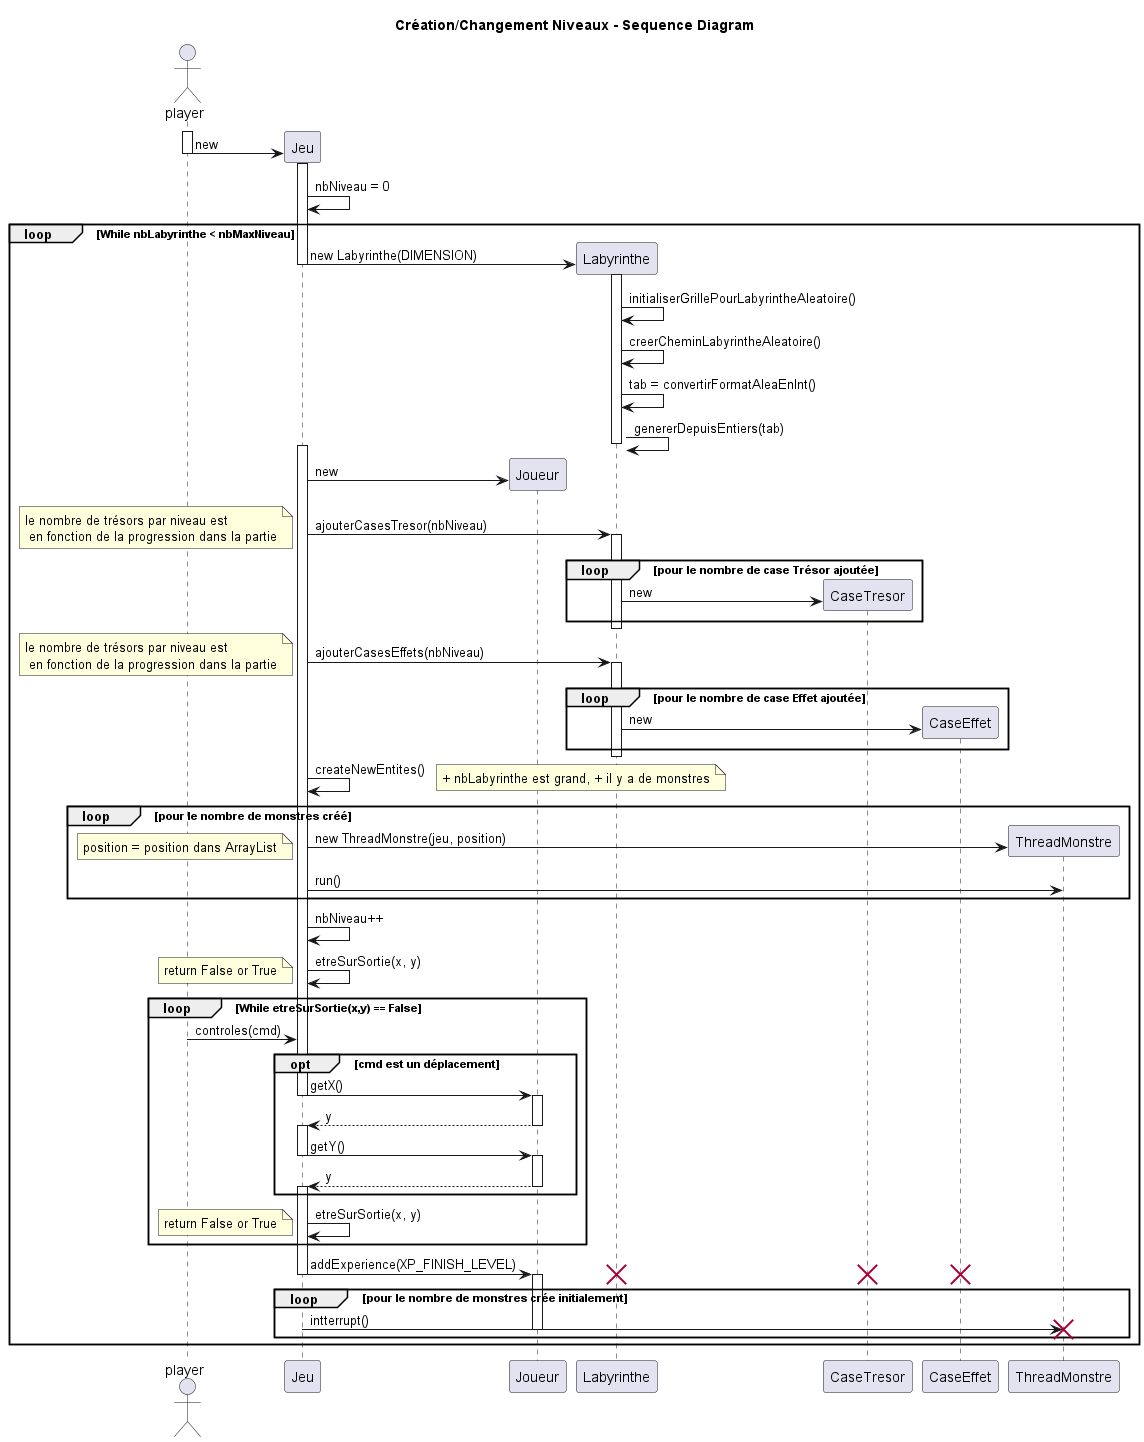 Création/Changement Niveaux - Sequence Diagram
player
new
Jeu
nbNiveau = 0
loop [While nbLabyrinthe < nbMaxNiveau]
new Labyrinthe(DIMENSION)
Labyrinthe
initialiserGrillePourLabyrintheAleatoire()
creerCheminLabyrintheAleatoire()
tab = convertirFormatAleaEnInt()
genererDepuisEntiers(tab)
new
Joueur
le nombre de trésors par niveau est
en fonction de la progression dans la partie
ajouterCasesTresor(nbNiveau)
loop [pour le nombre de case Trésor ajoutée]
new
CaseTresor
le nombre de trésors par niveau est
en fonction de la progression dans la partie
ajouterCasesEffets(nbNiveau)
loop [pour le nombre de case Effet ajoutée]
new
CaseEffet
createNewEntites()
+ nbLabyrinthe est grand, + il y a de monstres
loop [pour le nombre de monstres créé]
position = position dans ArrayList
new ThreadMonstre(jeu, position)
ThreadMonstre
run()
nbNiveau++
return False or True
etreSurSortie(x, y)
loop [While etreSurSortie(x,y) == False]
controles(cmd)
opt [cmd est un déplacement]
getX()
y
getY()
y
return False or True
etreSurSortie(x, y)
addExperience(XP_FINISH_LEVEL)
loop [pour le nombre de monstres crée initialement]
intterrupt()
player
Jeu
Joueur
Labyrinthe
CaseTresor
CaseEffet
ThreadMonstre